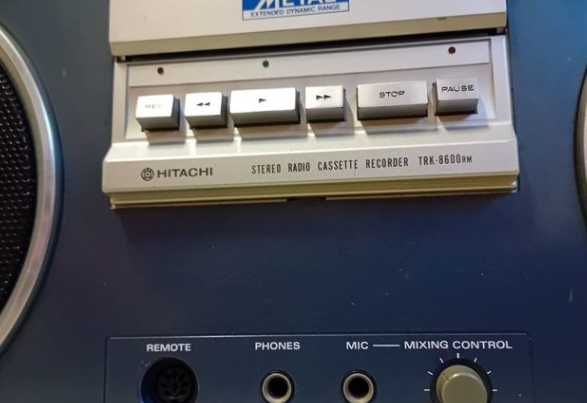 METAL
EXTENDED DYNAMIC RANGE
REC STOP PAUSE
HITACHI STEREO RADIO CASSETTE RECORDER TRK-8600RM
REMOTE PHONES MIC MIXING CONTROL